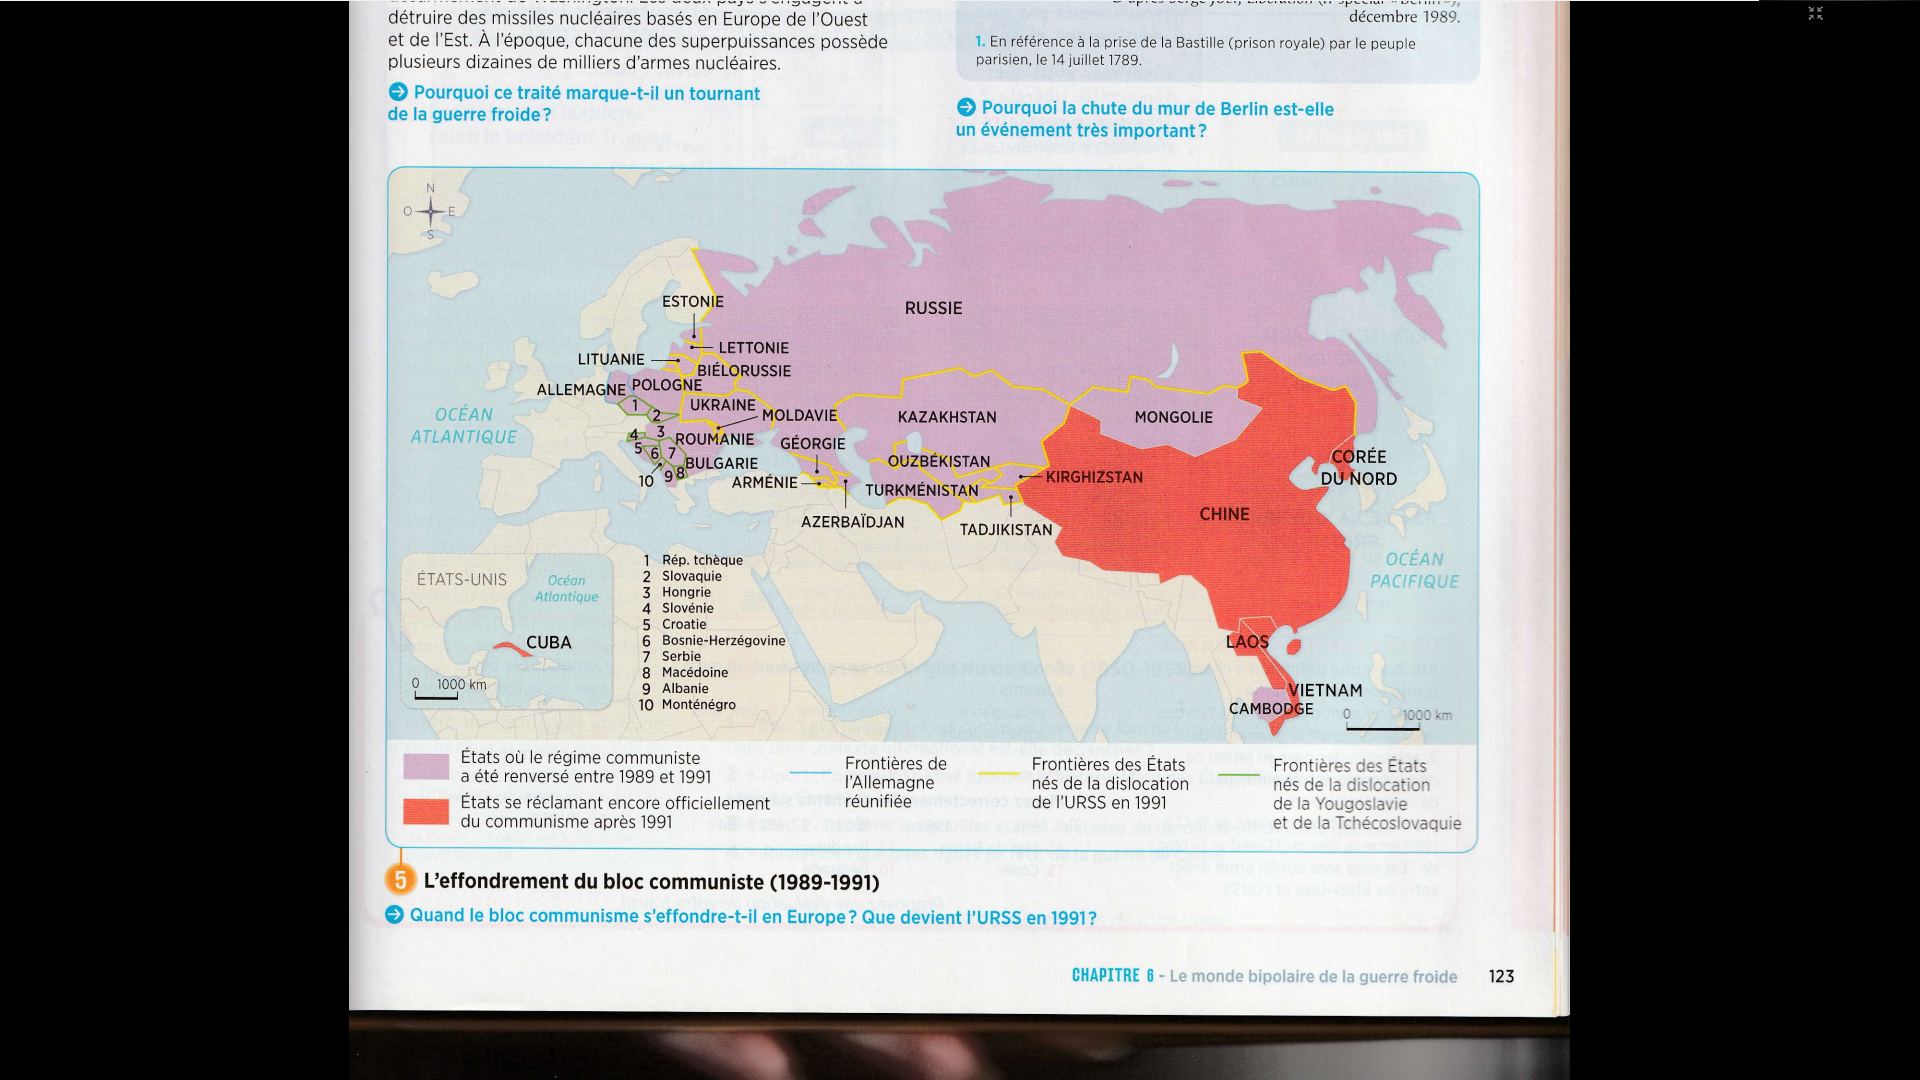 détruire des missiles nucléaires basés en Europe de l'Ouest
et de l'Est. À l'époque, chacune des superpuissances possède
plusieurs dizaines de milliers d'armes nucléaires.
Pourquoi ce traité marque-t-il un tournant
de la guerre froide ?
décembre 1989.
1. En référence à la prise de la Bastille (prison royale) par le peuple
parisien, le 14 juillet 1789.
Pourquoi la chute du mur de Berlin est-elle
un événement très important ?
N
O E
S
ESTONIE
RUSSIE
LETTONIE
LITUANIE
BIÉLORUSSIE
ALLEMAGNE
POLOGNE
UKRAINE
MOLDAVIE
KAZAKHSTAN
MONGOLIE
OCÉAN
ATLANTIQUE
1
2
3
4
5
6
7
8
9
10
ROUMANIE
GÉORGIE
BULGARIE
OUZBÉKISTAN
CORÉE
DU NORD
ARMÉNIE
TURKMÉNISTAN
KIRGHIZSTAN
AZERBAÏDJAN
TADJIKISTAN
CHINE
OCÉAN
PACIFIQUE
ÉTATS-UNIS
Océan
Atlantique
CUBA
0 1000 km
1 Rép. tchèque
2 Slovaquie
3 Hongrie
4 Slovénie
5 Croatie
6 Bosnie-Herzégovine
7 Serbie
8 Macédoine
9 Albanie
10 Monténégro
LAOS
VIETNAM
CAMBODGE
0 1000 km
États où le régime communiste
a été renversé entre 1989 et 1991
États se réclamant encore officiellement
du communisme après 1991
Frontières de
l'Allemagne
réunifiée
Frontières des États
nés de la dislocation
de l'URSS en 1991
Frontières des États
nés de la dislocation
de la Yougoslavie
et de la Tchécoslovaquie
5 L'effondrement du bloc communiste (1989-1991)
Quand le bloc communisme s'effondre-t-il en Europe ? Que devient l'URSS en 1991 ?
CHAPITRE 6 - Le monde bipolaire de la guerre froide 123